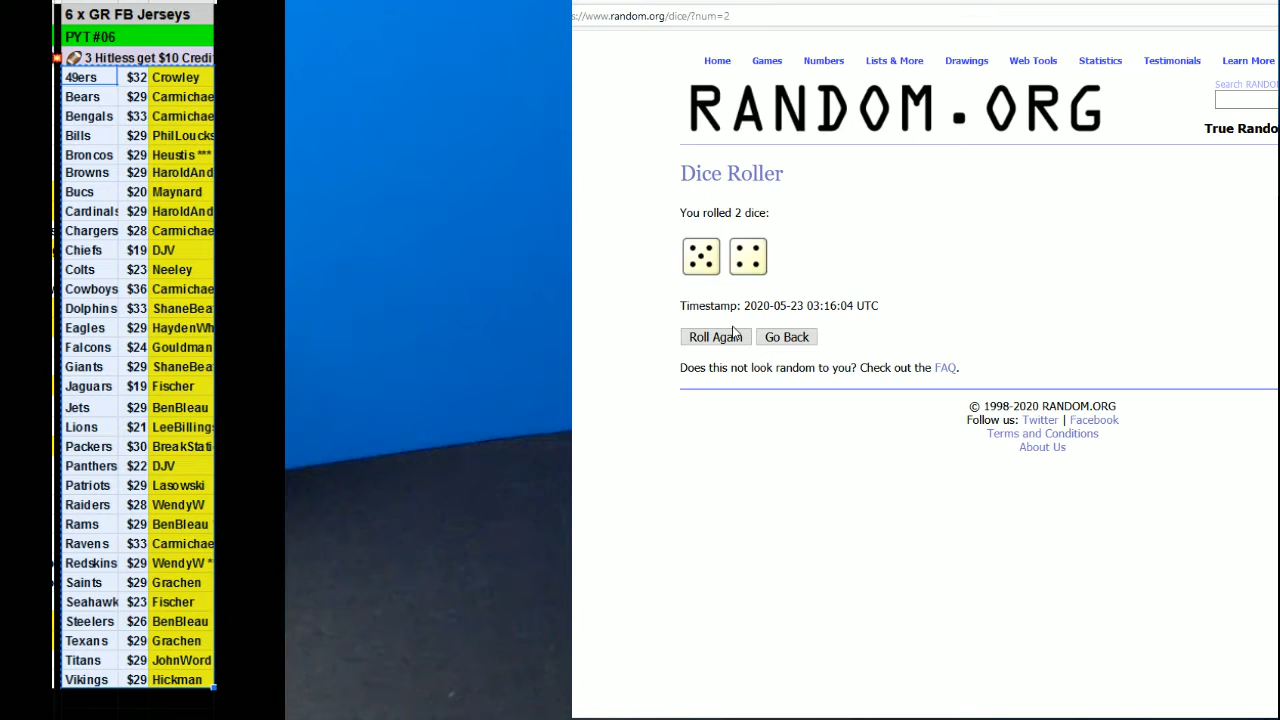 6 x GR FB Jerseys
PYT #06
3 Hitless get $10 Credi
49ers $32 Crowley
Bears $29 Carmichae
Bengals $33 Carmichae
Bills $29 PhilLoucks
Broncos $29 Heustis ***
Browns $29 HaroldAnd
Bucs $20 Maynard
Cardinals $29 HaroldAnd
Chargers $28 Carmichae
Chiefs $19 DJV
Colts $23 Neeley
Cowboys $36 Carmichae
Dolphins $33 ShaneBea
Eagles $29 HaydenWh
Falcons $24 Gouldman
Giants $29 ShaneBea
Jaguars $19 Fischer
Jets $29 BenBleau
Lions $21 LeeBillings
Packers $30 BreakStati
Panthers $22 DJV
Patriots $29 Lasowski
Raiders $28 WendyW
Rams $29 BenBleau
Ravens $33 Carmichae
Redskins $29 WendyW *
Saints $29 Grachen
Seahawk $23 Fischer
Steelers $26 BenBleau
Texans $29 Grachen
Titans $29 JohnWord
Vikings $29 Hickman
s://www.random.org/dice/?num=2
Home Games Numbers Lists & More Drawings Web Tools Statistics Testimonials Learn More
Search RANDO
RANDOM.ORG
True Rando
Dice Roller
You rolled 2 dice:
Timestamp: 2020-05-23 03:16:04 UTC
Roll Again Go Back
Does this not look random to you? Check out the FAQ.
© 1998-2020 RANDOM.ORG
Follow us: Twitter | Facebook
Terms and Conditions
About Us